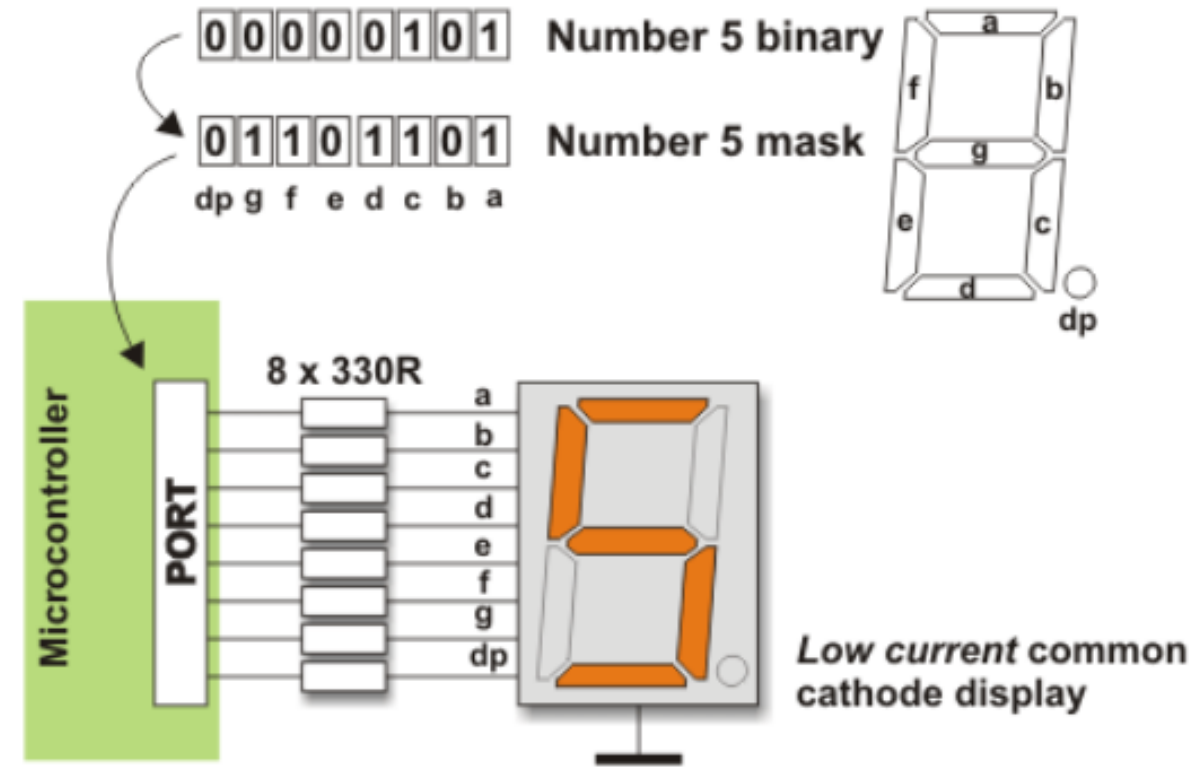 0 0 0 0 0 1 0 1 Number 5 binary
0 1 1 0 1 1 0 1 Number 5 mask
dp g f e d c b a
a
f b
g
e c
d
dp
Microcontroller
PORT
8 x 330R
a
b
c
d
e
f
g
dp
Low current common
cathode display